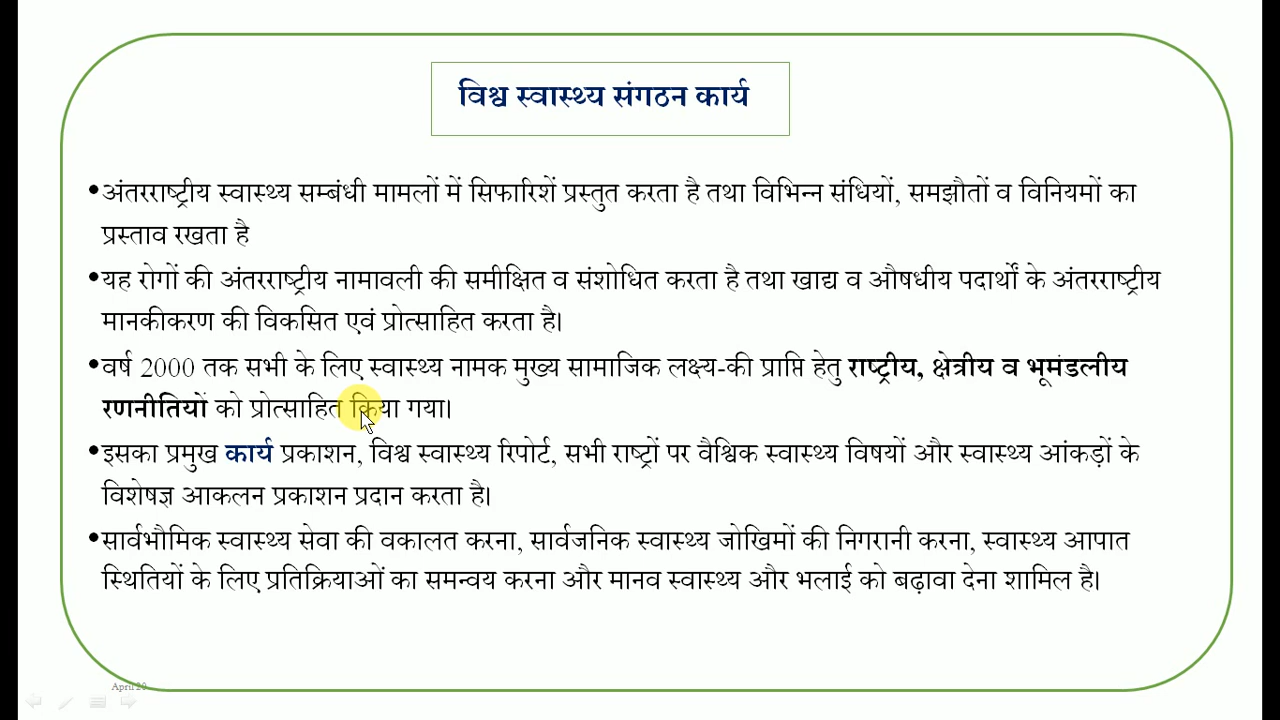 विश्व स्वास्थ्य संगठन कार्य
•अंतरराष्ट्रीय स्वास्थ्य सम्बंधी मामलों में सिफारिशें प्रस्तुत करता है तथा विभिन्न संधियों, समझौतों व विनियमों का
प्रस्ताव रखता है
•यह रोगों की अंतरराष्ट्रीय नामावली की समीक्षित व संशोधित करता है तथा खाद्य व औषधीय पदार्थों के अंतरराष्ट्रीय
मानकीकरण की विकसित एवं प्रोत्साहित करता है।
•वर्ष 2000 तक सभी के लिए स्वास्थ्य नामक मुख्य सामाजिक लक्ष्य-की प्राप्ति हेतु राष्ट्रीय, क्षेत्रीय व भूमंडलीय
रणनीतियों को प्रोत्साहित किया गया।
•इसका प्रमुख कार्य प्रकाशन, विश्व स्वास्थ्य रिपोर्ट, सभी राष्ट्रों पर वैश्विक स्वास्थ्य विषयों और स्वास्थ्य आंकड़ों के
विशेषज्ञ आकलन प्रकाशन प्रदान करता है।
•सार्वभौमिक स्वास्थ्य सेवा की वकालत करना, सार्वजनिक स्वास्थ्य जोखिमों की निगरानी करना, स्वास्थ्य आपात
स्थितियों के लिए प्रतिक्रियाओं का समन्वय करना और मानव स्वास्थ्य और भलाई को बढ़ावा देना शामिल है।
April 20